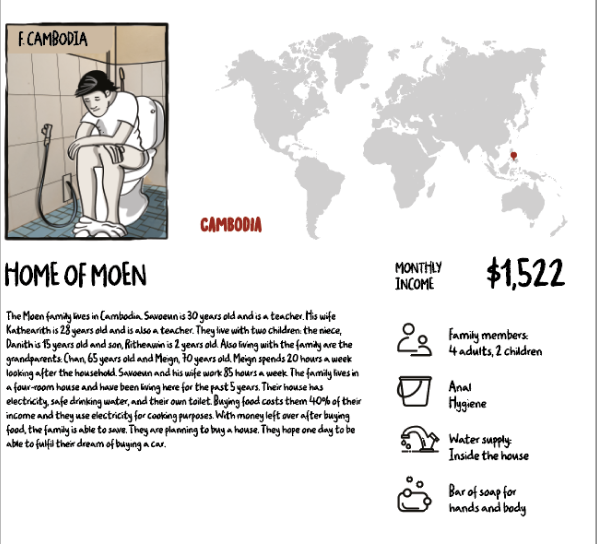 F. CAMBODIA
CAMBODIA
HOME OF MOEN
The Moen family lives in Cambodia. Savoeun is 30 years old and is a teacher. His wife
Kathearith is 28 years old and is also a teacher. They live with two children: the niece,
Danith is 15 years old and son, Ritheawin is 2 years old. Also living with the family are the
grandparents: Chan, 65 years old and Meign, 70 years old. Meign spends 20 hours a week
looking after the household. Savoeun and his wife work 85 hours a week. The family lives in
a four-room house and have been living here for the past 5 years. Their house has
electricity, safe drinking water, and their own toilet. Buying food costs them 40% of their
income and they use electricity for cooking purposes. With money left over after buying
food, the family is able to save. They are planning to buy a house. They hope one day to be
able to fulfil their dream of buying a car.
MONTHLY
INCOME
$1,522
Family members:
4 adults, 2 children
Anal
Hygiene
Water supply:
Inside the house
Bar of soap for
hands and body